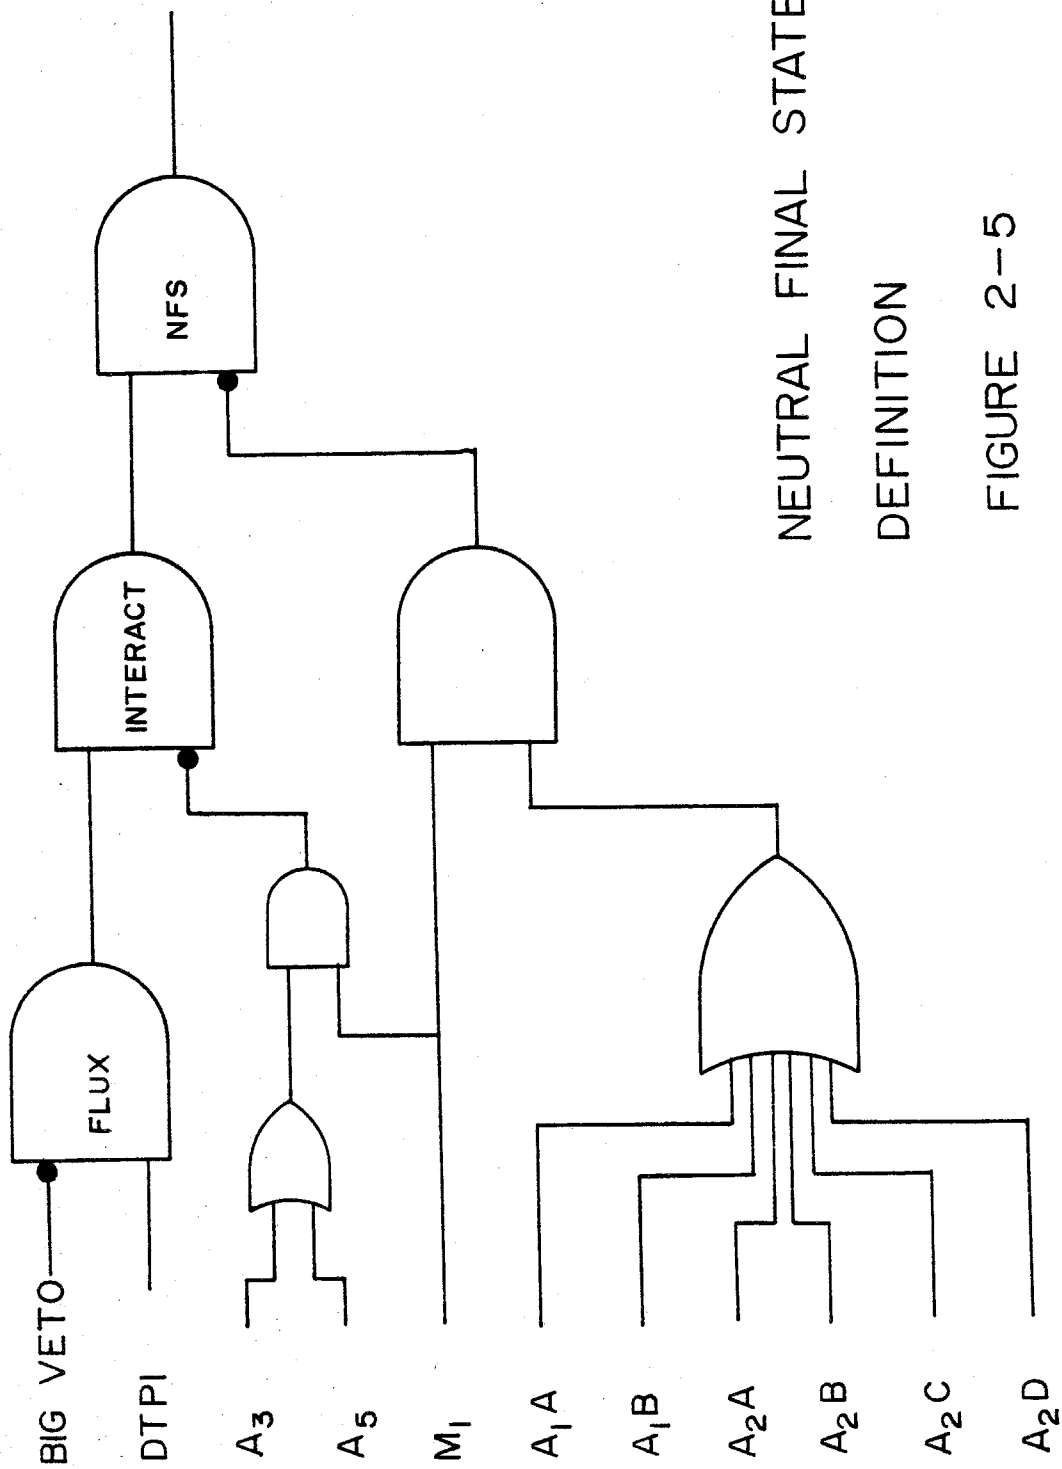 BIG VETO
DTPI
A₃
A₅
M₁
A₁A
A₁B
A₂A
A₂B
A₂C
A₂D
FLUX
INTERACT
NFS
NEUTRAL FINAL STATE
DEFINITION
FIGURE 2-5